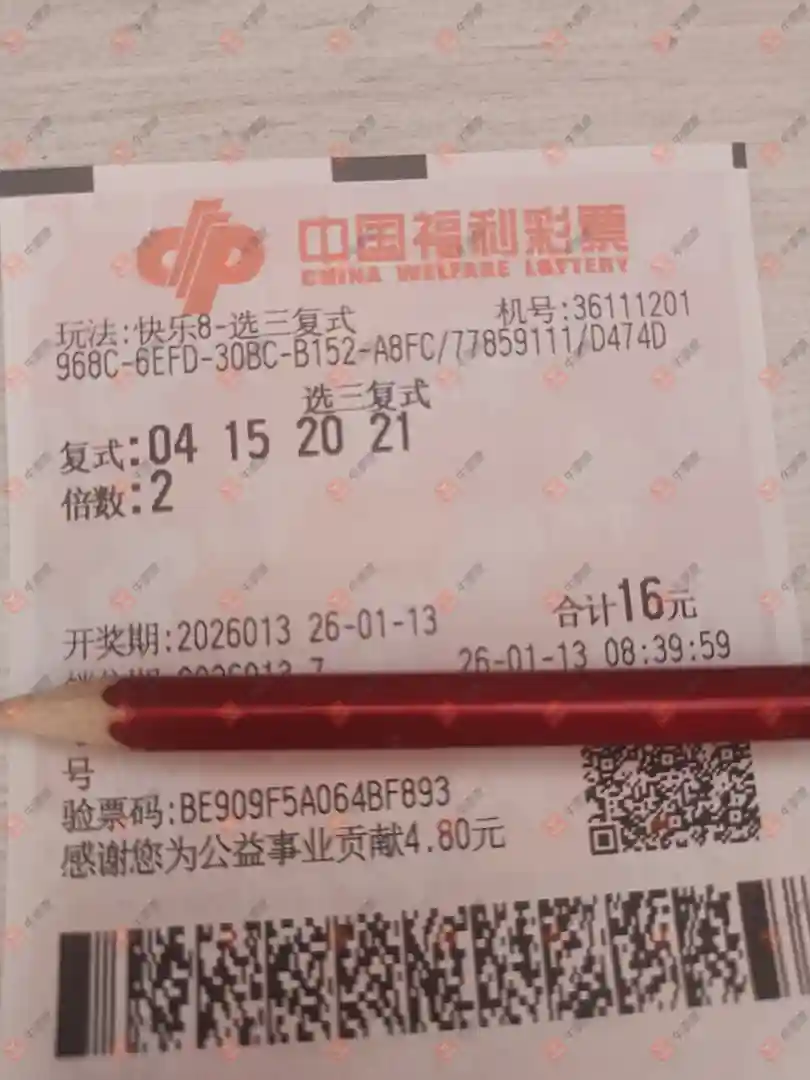 中国福利彩票
CHINA WELFARE LOTTERY
玩法:快乐8-选三复式 机号:36111201
968C-6EFD-30BC-B152-A8FC/77859111/D474D
选三复式
复式:04 15 20 21
倍数:2
合计16元
开奖期:2026013 26-01-13
26-01-13 08:39:59
号
验票码:BE909F5A064BF893
感谢您为公益事业贡献4.80元